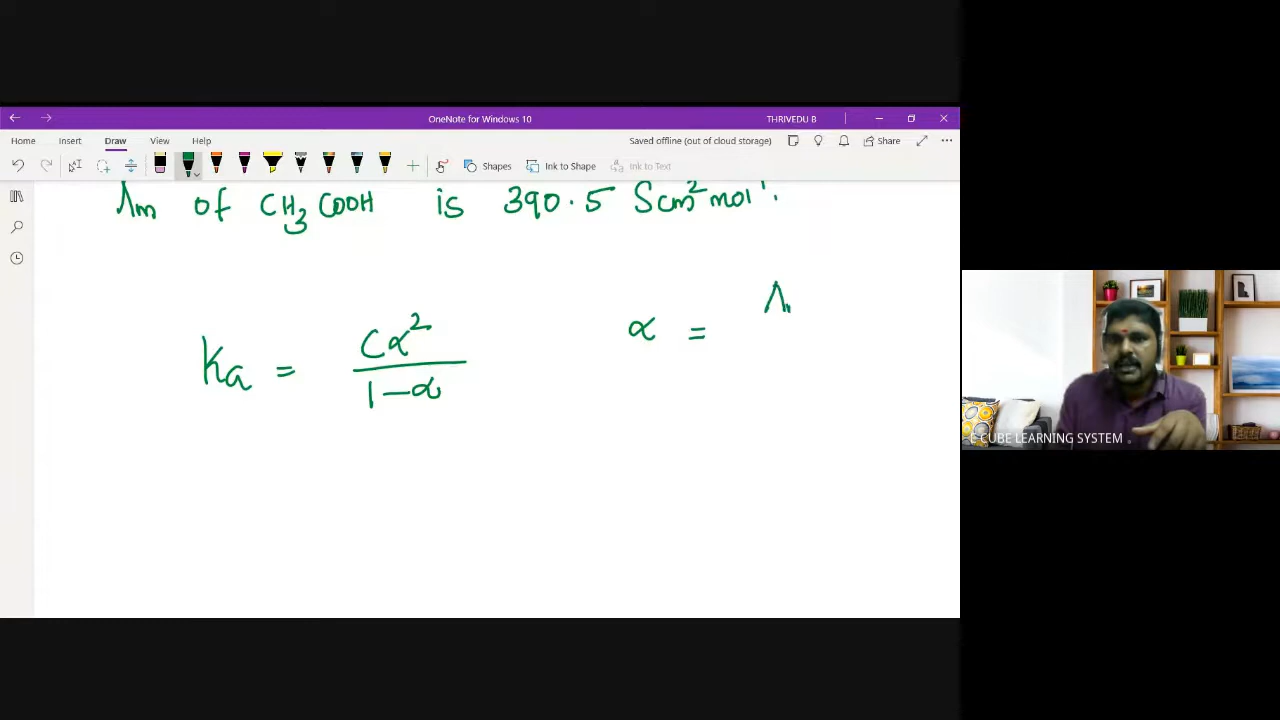 OneNote for Windows 10
THRIVEDU B
Home Insert Draw View Help
Saved offline (out of cloud storage)
Share
Shapes
Ink to Shape
Ink to Text
Λm of CH₃COOH is 390.5 Scm² mol⁻¹.
Ka = Cα² / 1-α
α =
E CUBE LEARNING SYSTEM